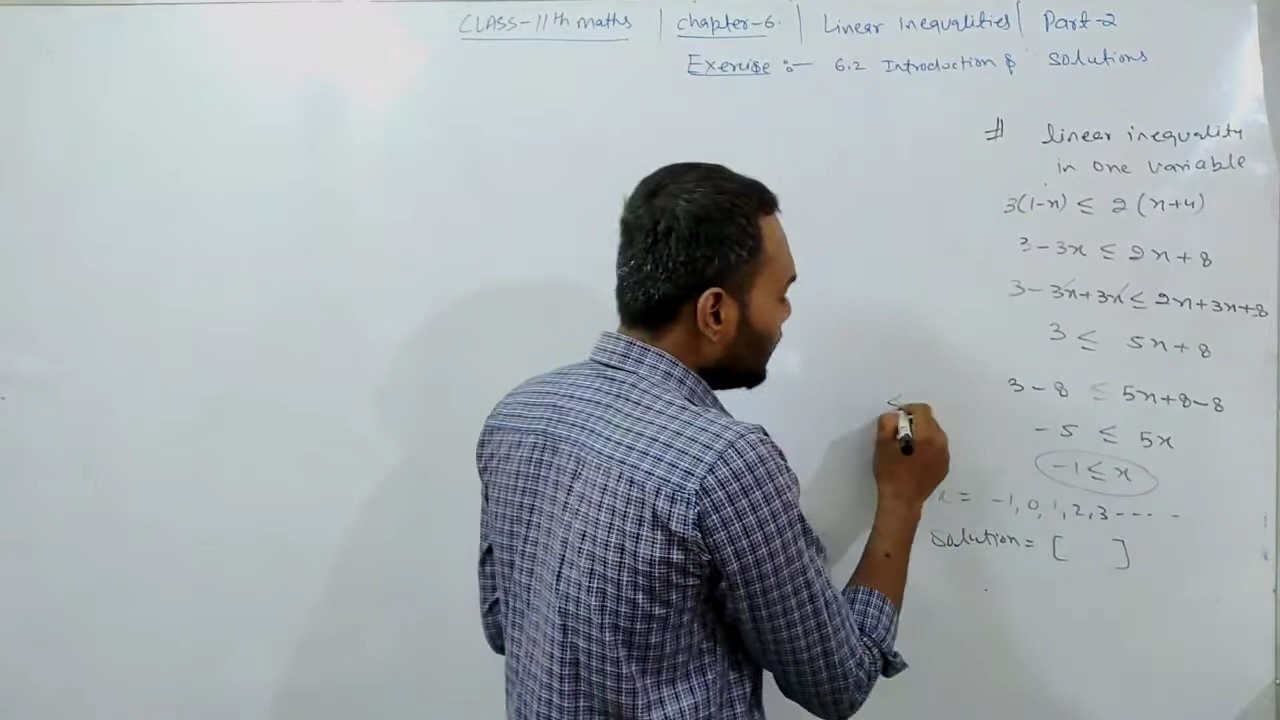 CLASS-11th maths | chapter-6. | Linear inequalities | Part-2
Exercise :- 6.2 Introduction & solutions
# linear inequality
in one variable
3(1-x) ≤ 2(x+4)
3-3x ≤ 2x+8
3-3x+3x ≤ 2x+3x+8
3 ≤ 5x+8
3-8 ≤ 5x+8-8
-5 ≤ 5x
-1 ≤ x
x = -1, 0, 1, 2, 3-----
Solution = [ ]
≤